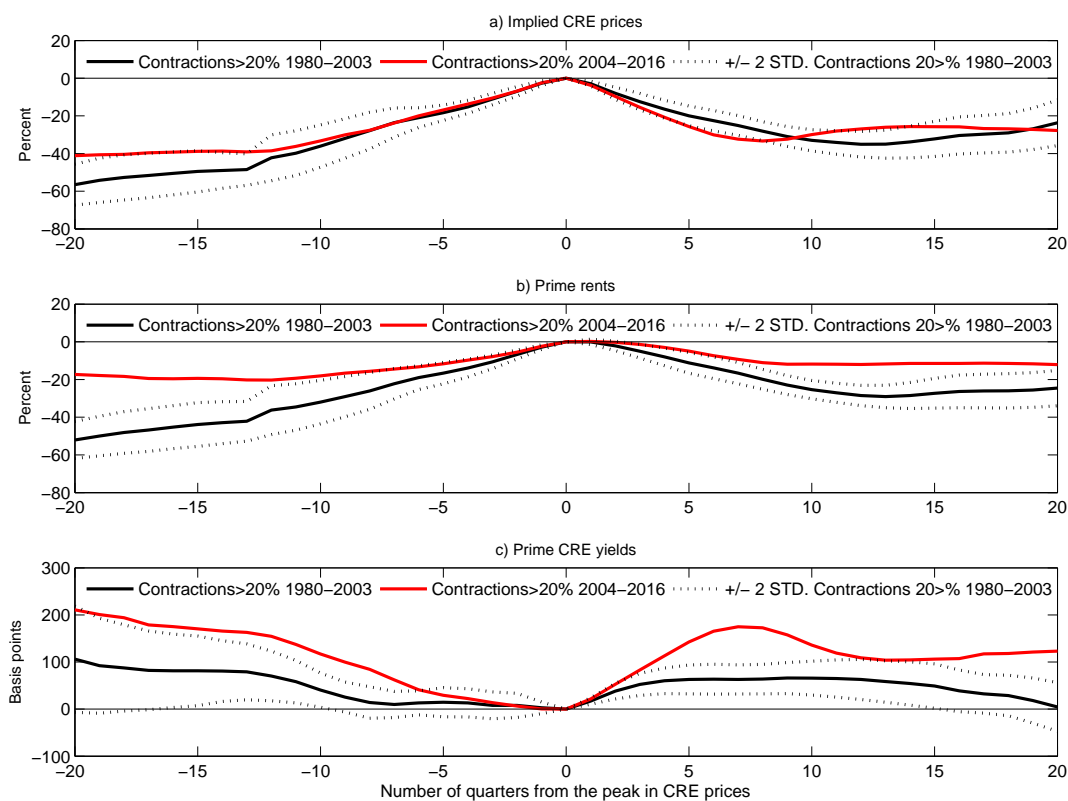 a) Implied CRE prices
Contractions>20% 1980−2003 Contractions>20% 2004−2016 +/− 2 STD. Contractions 20>% 1980−2003
Percent
20
0
−20
−40
−60
−80
−20 −15 −10 −5 0 5 10 15 20
b) Prime rents
Contractions>20% 1980−2003 Contractions>20% 2004−2016 +/− 2 STD. Contractions 20>% 1980−2003
Percent
20
0
−20
−40
−60
−80
−20 −15 −10 −5 0 5 10 15 20
c) Prime CRE yields
Contractions>20% 1980−2003 Contractions>20% 2004−2016 +/− 2 STD. Contractions 20>% 1980−2003
Basis points
300
200
100
0
−100
−20 −15 −10 −5 0 5 10 15 20
Number of quarters from the peak in CRE prices